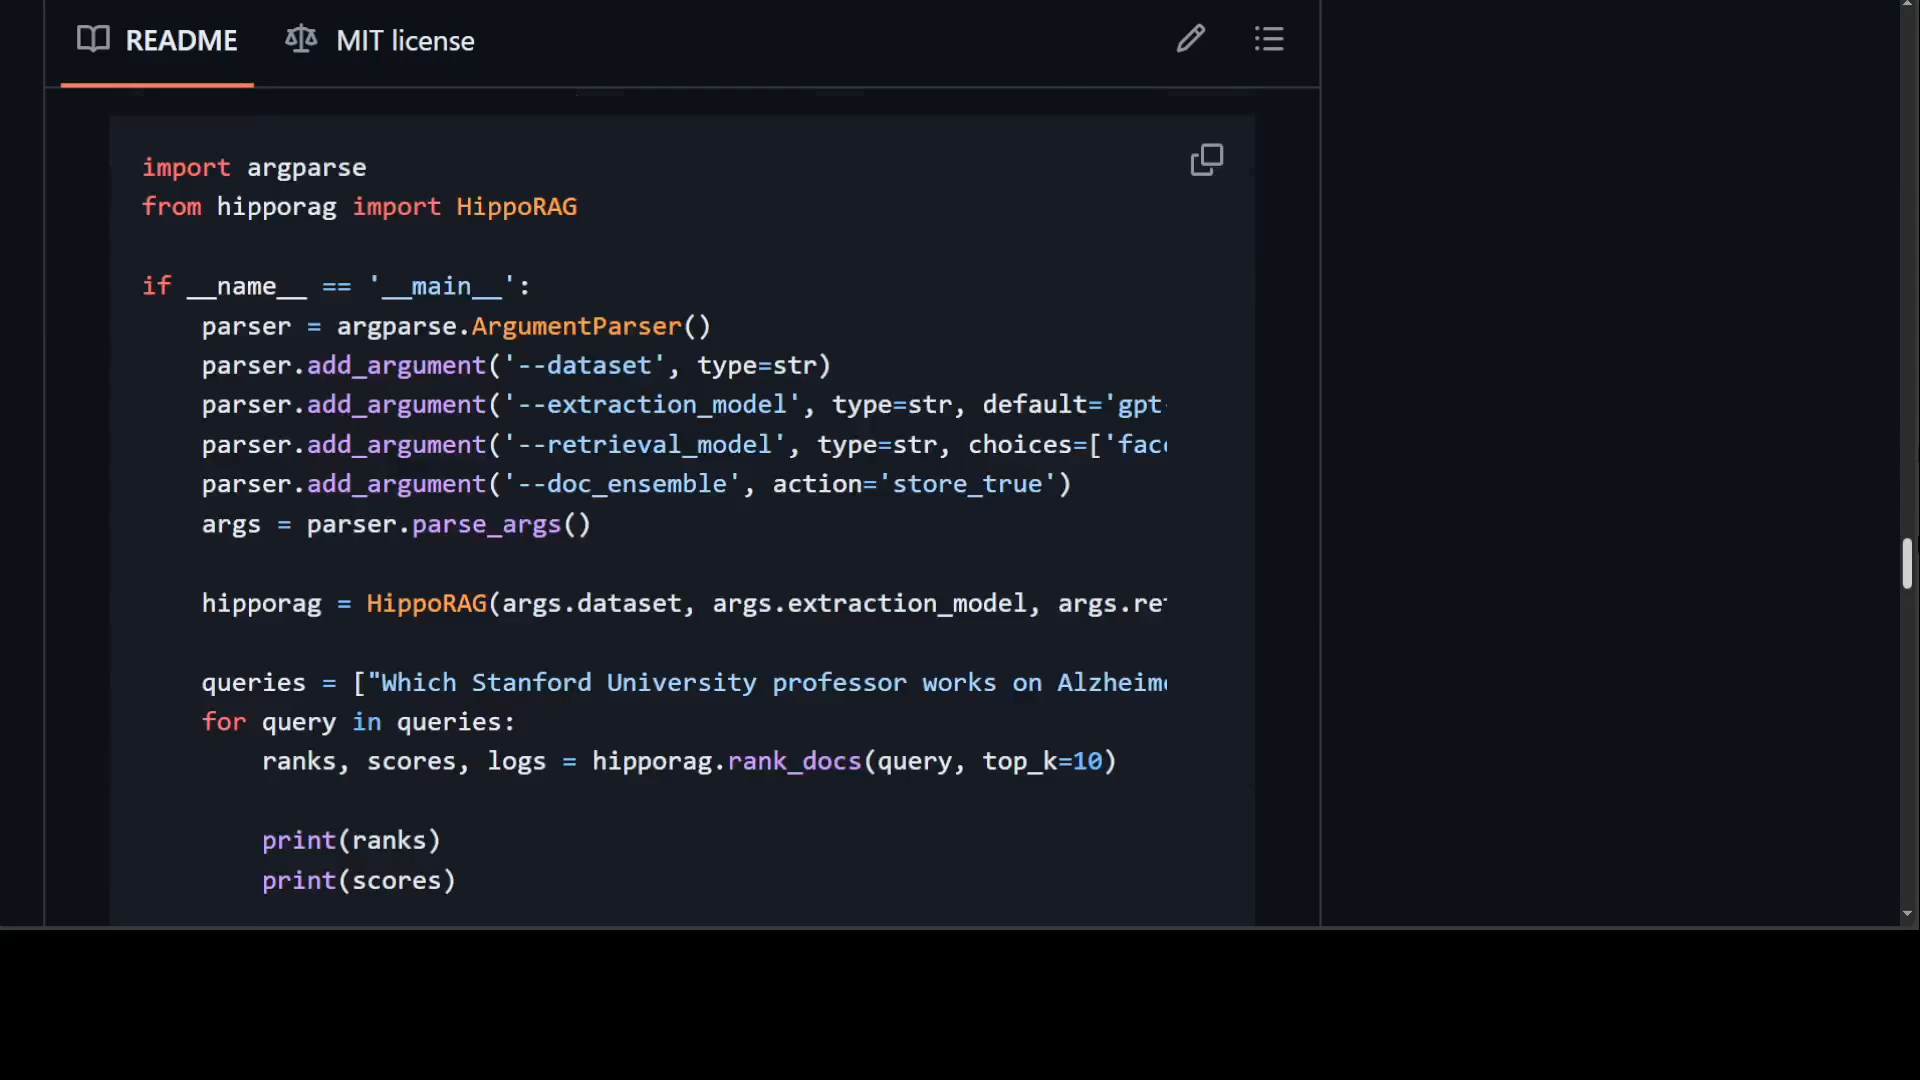 README MIT license
import argparse
from hipporag import HippoRAG
if __name__ == '__main__':
    parser = argparse.ArgumentParser()
    parser.add_argument('--dataset', type=str)
    parser.add_argument('--extraction_model', type=str, default='gpt-
    parser.add_argument('--retrieval_model', type=str, choices=['fac
    parser.add_argument('--doc_ensemble', action='store_true')
    args = parser.parse_args()
    hipporag = HippoRAG(args.dataset, args.extraction_model, args.re
    queries = ["Which Stanford University professor works on Alzheim
    for query in queries:
        ranks, scores, logs = hipporag.rank_docs(query, top_k=10)
        print(ranks)
        print(scores)